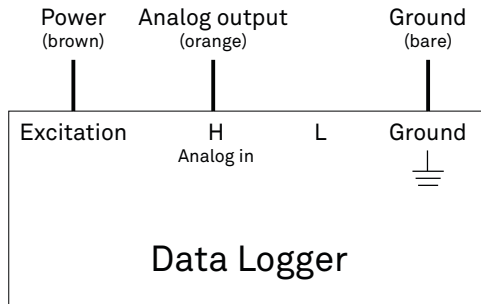 Power Analog output Ground
(brown) (orange) (bare)
Excitation H L Ground
Analog in
Data Logger